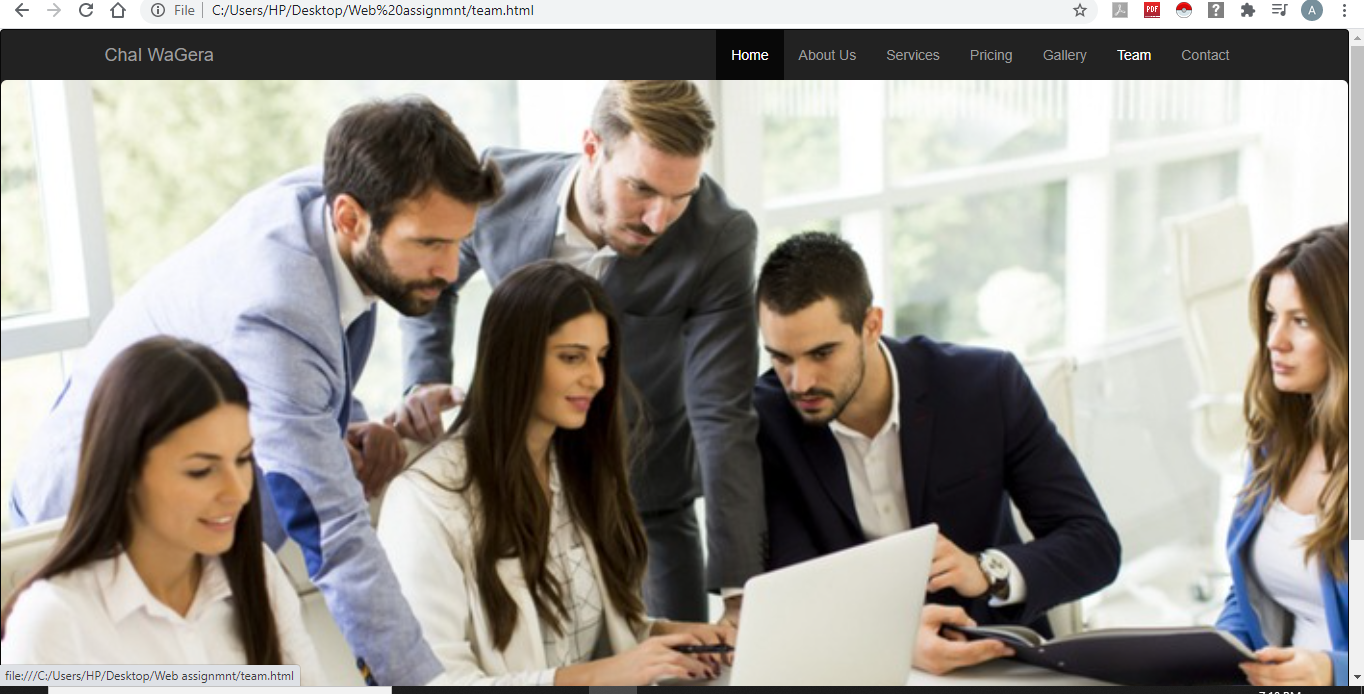 File C:/Users/HP/Desktop/Web%20assignmnt/team.html
PDF ? A
Chal WaGera Home About Us Services Pricing Gallery Team Contact
file:///C:/Users/HP/Desktop/Web assignmnt/team.html